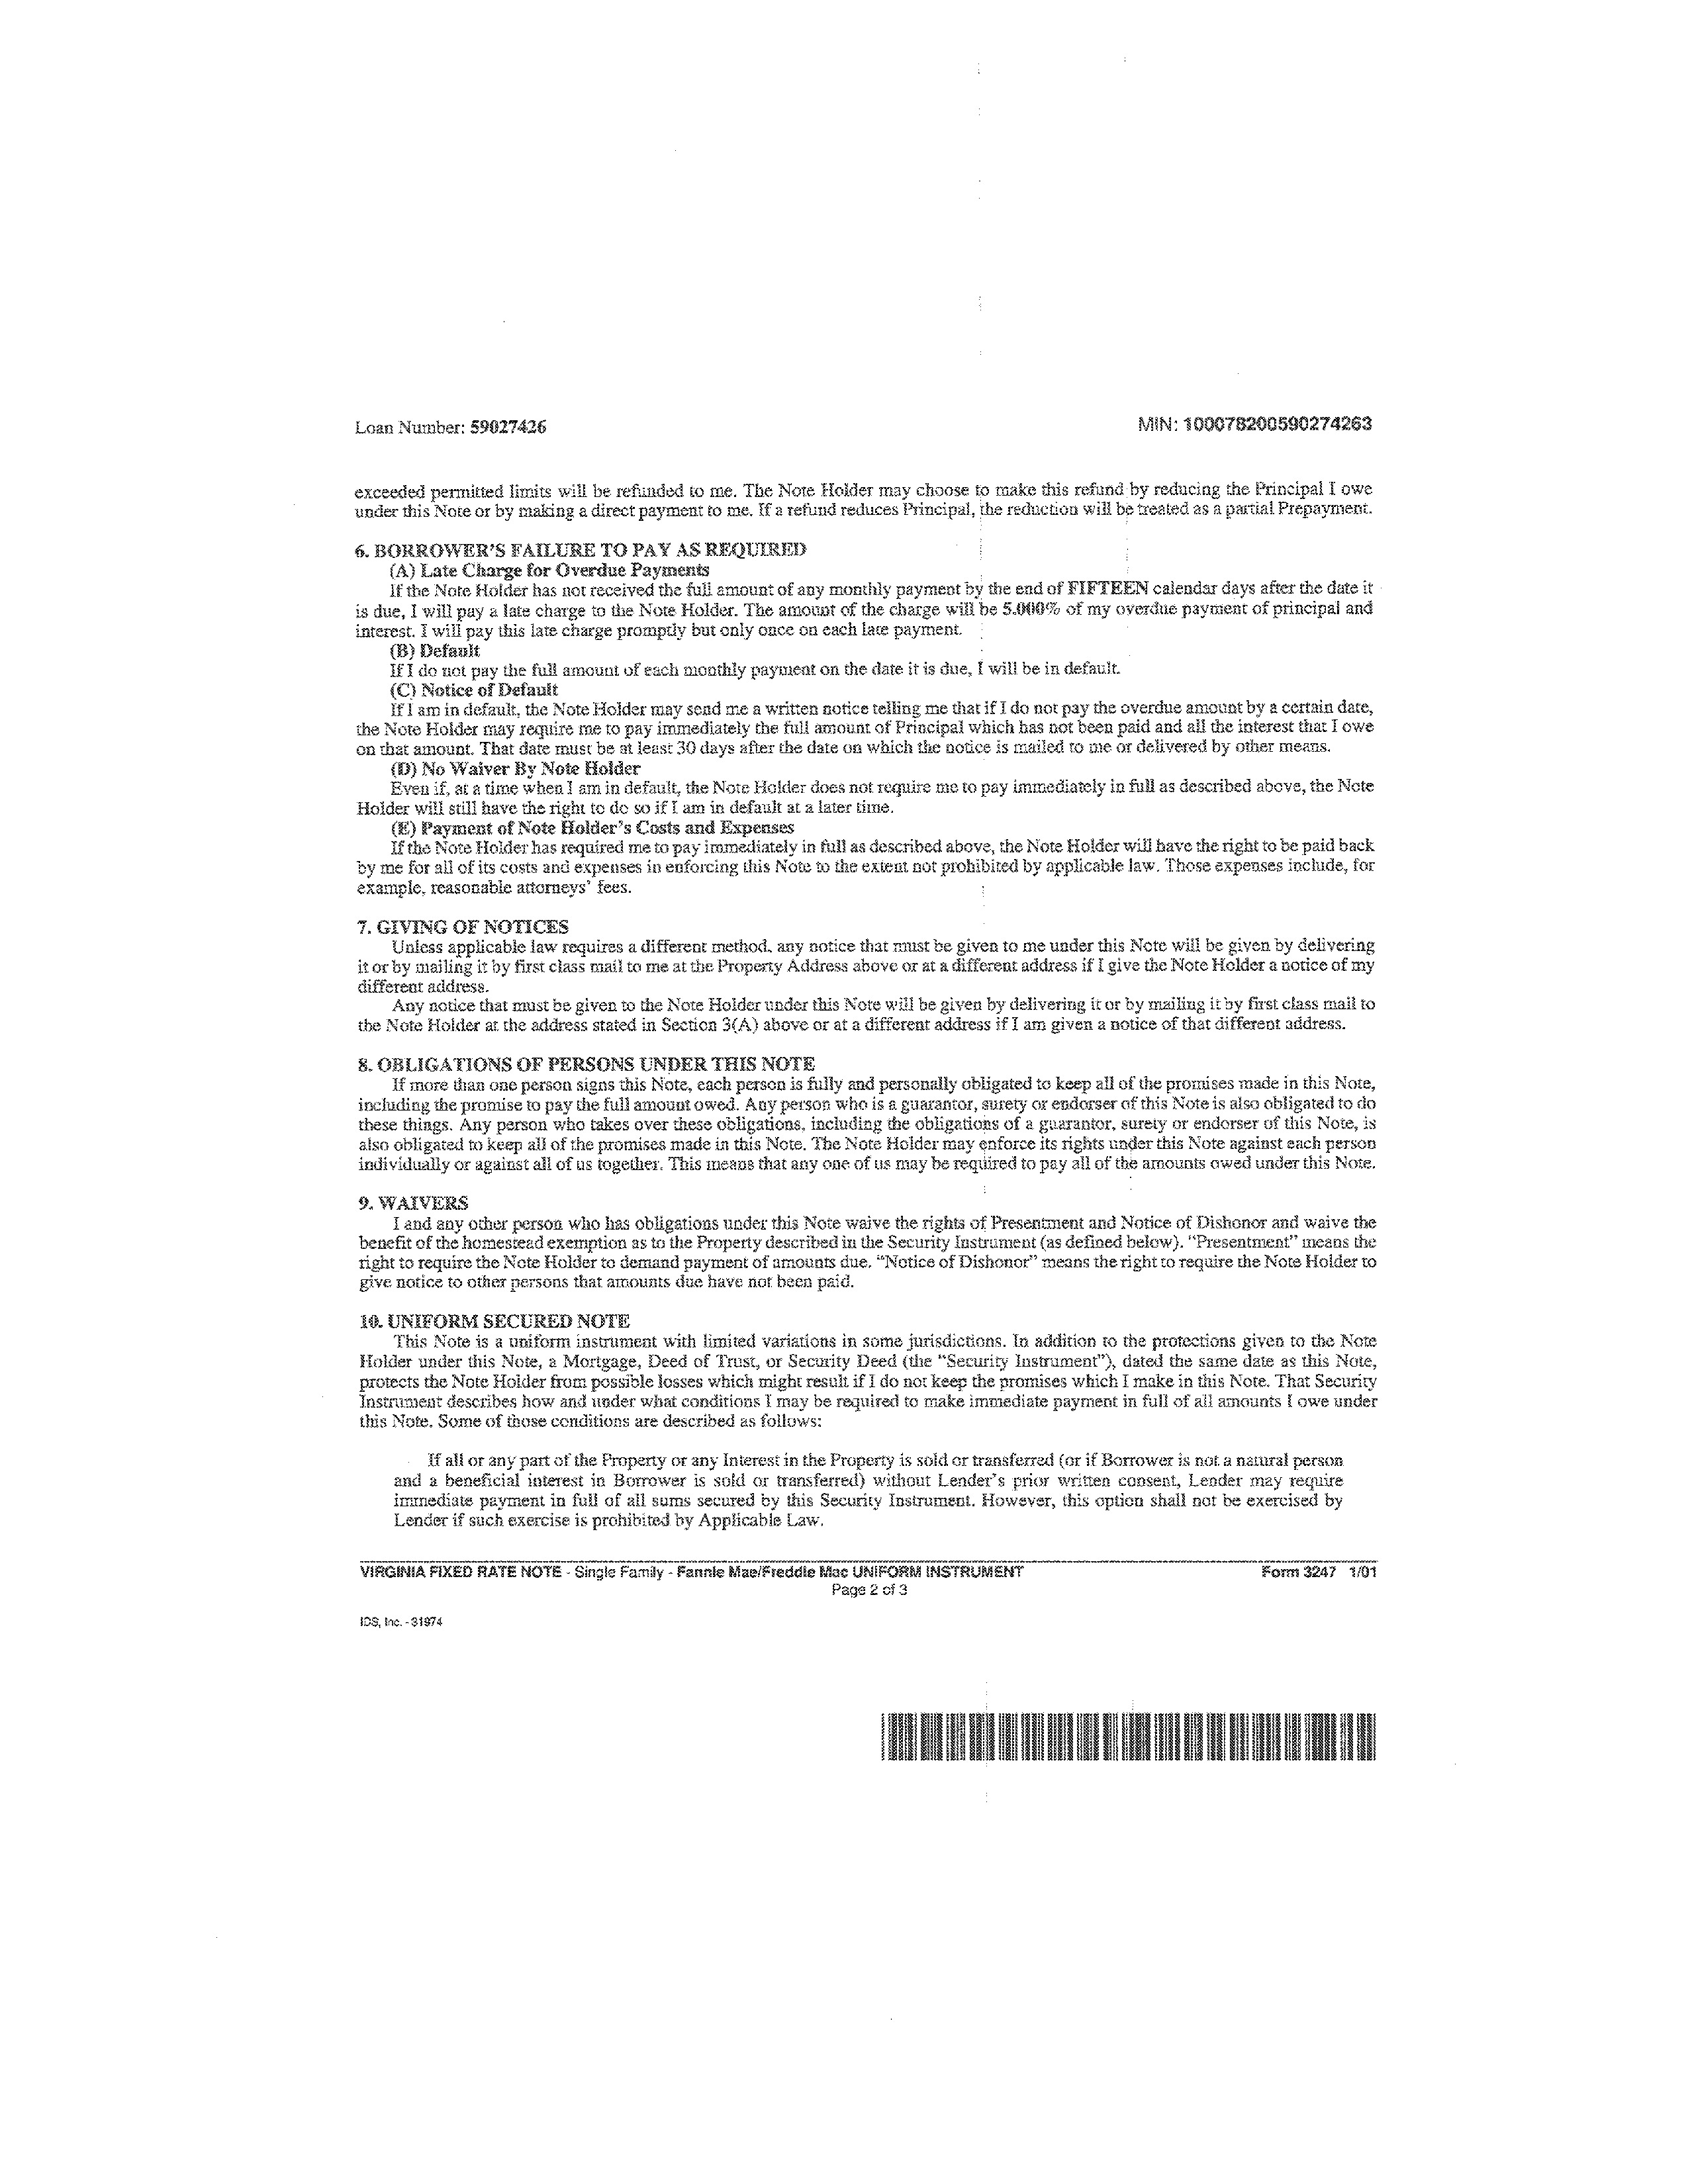 Loan Number: 59027426
MIN: 100078200590274263
exceeded permitted limits will be refunded to me. The Note Holder may choose to make this refund by reducing the Principal I owe
under this Note or by making a direct payment to me. If a refund reduces Principal, the reduction will be treated as a partial Prepayment.
6. BORROWER'S FAILURE TO PAY AS REQUIRED
(A) Late Charge for Overdue Payments
If the Note Holder has not received the full amount of any monthly payment by the end of FIFTEEN calendar days after the date it
is due, I will pay a late charge to the Note Holder. The amount of the charge will be 5.000% of my overdue payment of principal and
interest. I will pay this late charge promptly but only once on each late payment.
(B) Default
If I do not pay the full amount of each monthly payment on the date it is due, I will be in default.
(C) Notice of Default
If I am in default, the Note Holder may send me a written notice telling me that if I do not pay the overdue amount by a certain date,
the Note Holder may require me to pay immediately the full amount of Principal which has not been paid and all the interest that I owe
on that amount. That date must be at least 30 days after the date on which the notice is mailed to me or delivered by other means.
(D) No Waiver By Note Holder
Even if, at a time when I am in default, the Note Holder does not require me to pay immediately in full as described above, the Note
Holder will still have the right to do so if I am in default at a later time.
(E) Payment of Note Holder's Costs and Expenses
If the Note Holder has required me to pay immediately in full as described above, the Note Holder will have the right to be paid back
by me for all of its costs and expenses in enforcing this Note to the extent not prohibited by applicable law. Those expenses include, for
example, reasonable attorneys' fees.
7. GIVING OF NOTICES
Unless applicable law requires a different method, any notice that must be given to me under this Note will be given by delivering
it or by mailing it by first class mail to me at the Property Address above or at a different address if I give the Note Holder a notice of my
different address.
Any notice that must be given to the Note Holder under this Note will be given by delivering it or by mailing it by first class mail to
the Note Holder at the address stated in Section 3(A) above or at a different address if I am given a notice of that different address.
8. OBLIGATIONS OF PERSONS UNDER THIS NOTE
If more than one person signs this Note, each person is fully and personally obligated to keep all of the promises made in this Note,
including the promise to pay the full amount owed. Any person who is a guarantor, surety or endorser of this Note is also obligated to do
these things. Any person who takes over these obligations, including the obligations of a guarantor, surety or endorser of this Note, is
also obligated to keep all of the promises made in this Note. The Note Holder may enforce its rights under this Note against each person
individually or against all of us together. This means that any one of us may be required to pay all of the amounts owed under this Note.
9. WAIVERS
I and any other person who has obligations under this Note waive the rights of Presentment and Notice of Dishonor and waive the
benefit of the homestead exemption as to the Property described in the Security Instrument (as defined below). "Presentment" means the
right to require the Note Holder to demand payment of amounts due. "Notice of Dishonor" means the right to require the Note Holder to
give notice to other persons that amounts due have not been paid.
10. UNIFORM SECURED NOTE
This Note is a uniform instrument with limited variations in some jurisdictions. In addition to the protections given to the Note
Holder under this Note, a Mortgage, Deed of Trust, or Security Deed (the "Security Instrument"), dated the same date as this Note,
protects the Note Holder from possible losses which might result if I do not keep the promises which I make in this Note. That Security
Instrument describes how and under what conditions I may be required to make immediate payment in full of all amounts I owe under
this Note. Some of those conditions are described as follows:
If all or any part of the Property or any Interest in the Property is sold or transferred (or if Borrower is not a natural person
and a beneficial interest in Borrower is sold or transferred) without Lender's prior written consent, Lender may require
immediate payment in full of all sums secured by this Security Instrument. However, this option shall not be exercised by
Lender if such exercise is prohibited by Applicable Law.
VIRGINIA FIXED RATE NOTE - Single Family - Fannie Mae/Freddie Mac UNIFORM INSTRUMENT
Form 3247 1/01
Page 2 of 3
IDS, Inc. - 31974